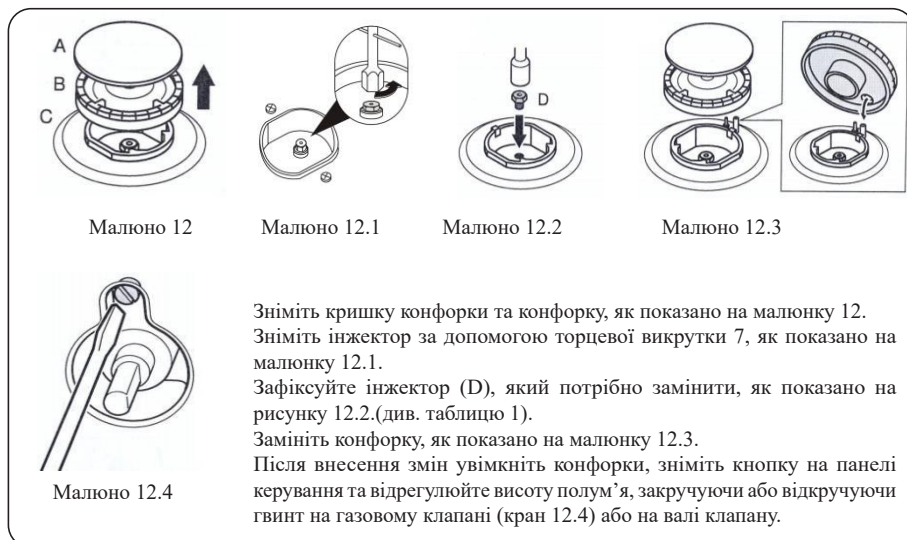 A
B
C
D
Малюно 12
Малюно 12.1
Малюно 12.2
Малюно 12.3
Малюно 12.4
Зніміть кришку конфорки та конфорку, як показано на малюнку 12.
Зніміть інжектор за допомогою торцевої викрутки 7, як показано на
малюнку 12.1.
Зафіксуйте інжектор (D), який потрібно замінити, як показано на
рисунку 12.2.(див. таблицю 1).
Замініть конфорку, як показано на малюнку 12.3.
Після внесення змін увімкніть конфорки, зніміть кнопку на панелі
керування та відрегулюйте висоту полум’я, закручуючи або відкручуючи
гвинт на газовому клапані (кран 12.4) або на валі клапану.